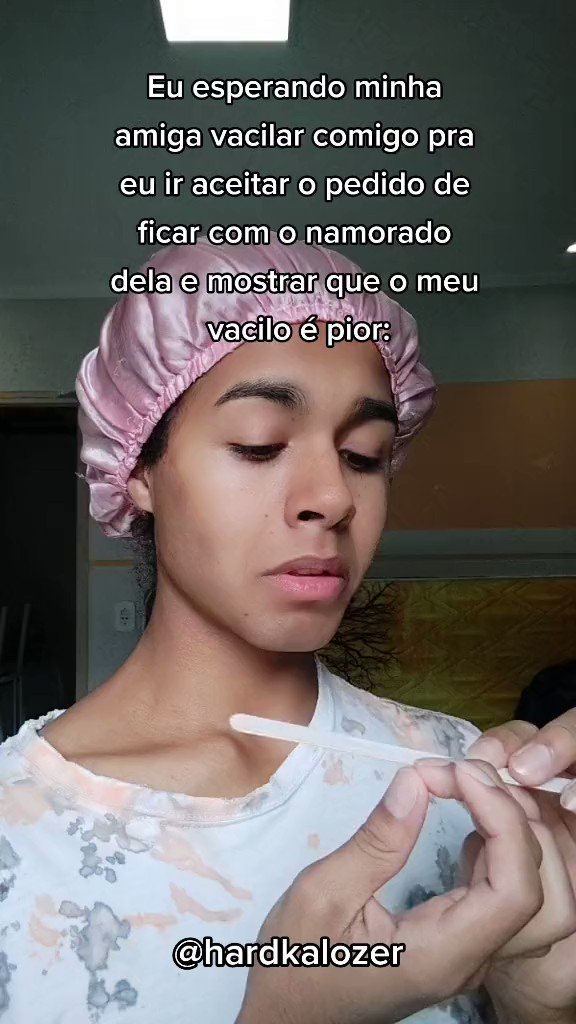 Eu esperando minha
amiga vacilar comigo pra
eu ir aceitar o pedido de
ficar com o namorado
dela e mostrar que o meu
vacilo é pior:
@hardkalozer